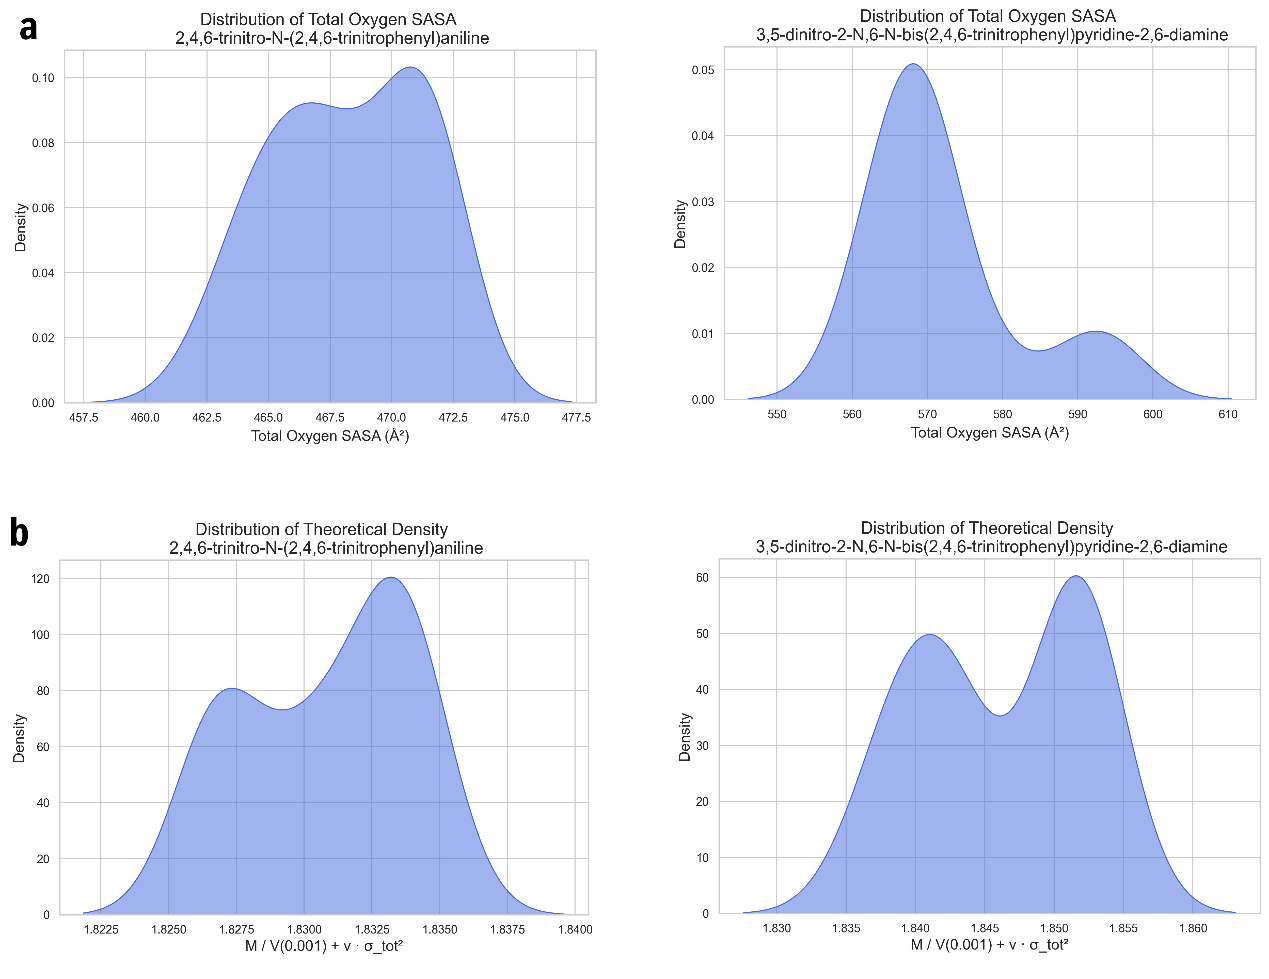 a
Distribution of Total Oxygen SASA
2,4,6-trinitro-N-(2,4,6-trinitrophenyl)aniline
0.10
0.08
0.06
0.04
0.02
0.00
Density
457.5 460.0 462.5 465.0 467.5 470.0 472.5 475.0 477.5
Total Oxygen SASA (Å²)
Distribution of Total Oxygen SASA
3,5-dinitro-2-N,6-N-bis(2,4,6-trinitrophenyl)pyridine-2,6-diamine
0.05
0.04
0.03
0.02
0.01
0.00
Density
550 560 570 580 590 600 610
Total Oxygen SASA (Å²)
b
Distribution of Theoretical Density
2,4,6-trinitro-N-(2,4,6-trinitrophenyl)aniline
120
100
80
60
40
20
0
Density
1.8225 1.8250 1.8275 1.8300 1.8325 1.8350 1.8375 1.8400
M / V(0.001) + ν · σ_tot²
Distribution of Theoretical Density
3,5-dinitro-2-N,6-N-bis(2,4,6-trinitrophenyl)pyridine-2,6-diamine
60
50
40
30
20
10
0
Density
1.830 1.835 1.840 1.845 1.850 1.855 1.860
M / V(0.001) + ν · σ_tot²